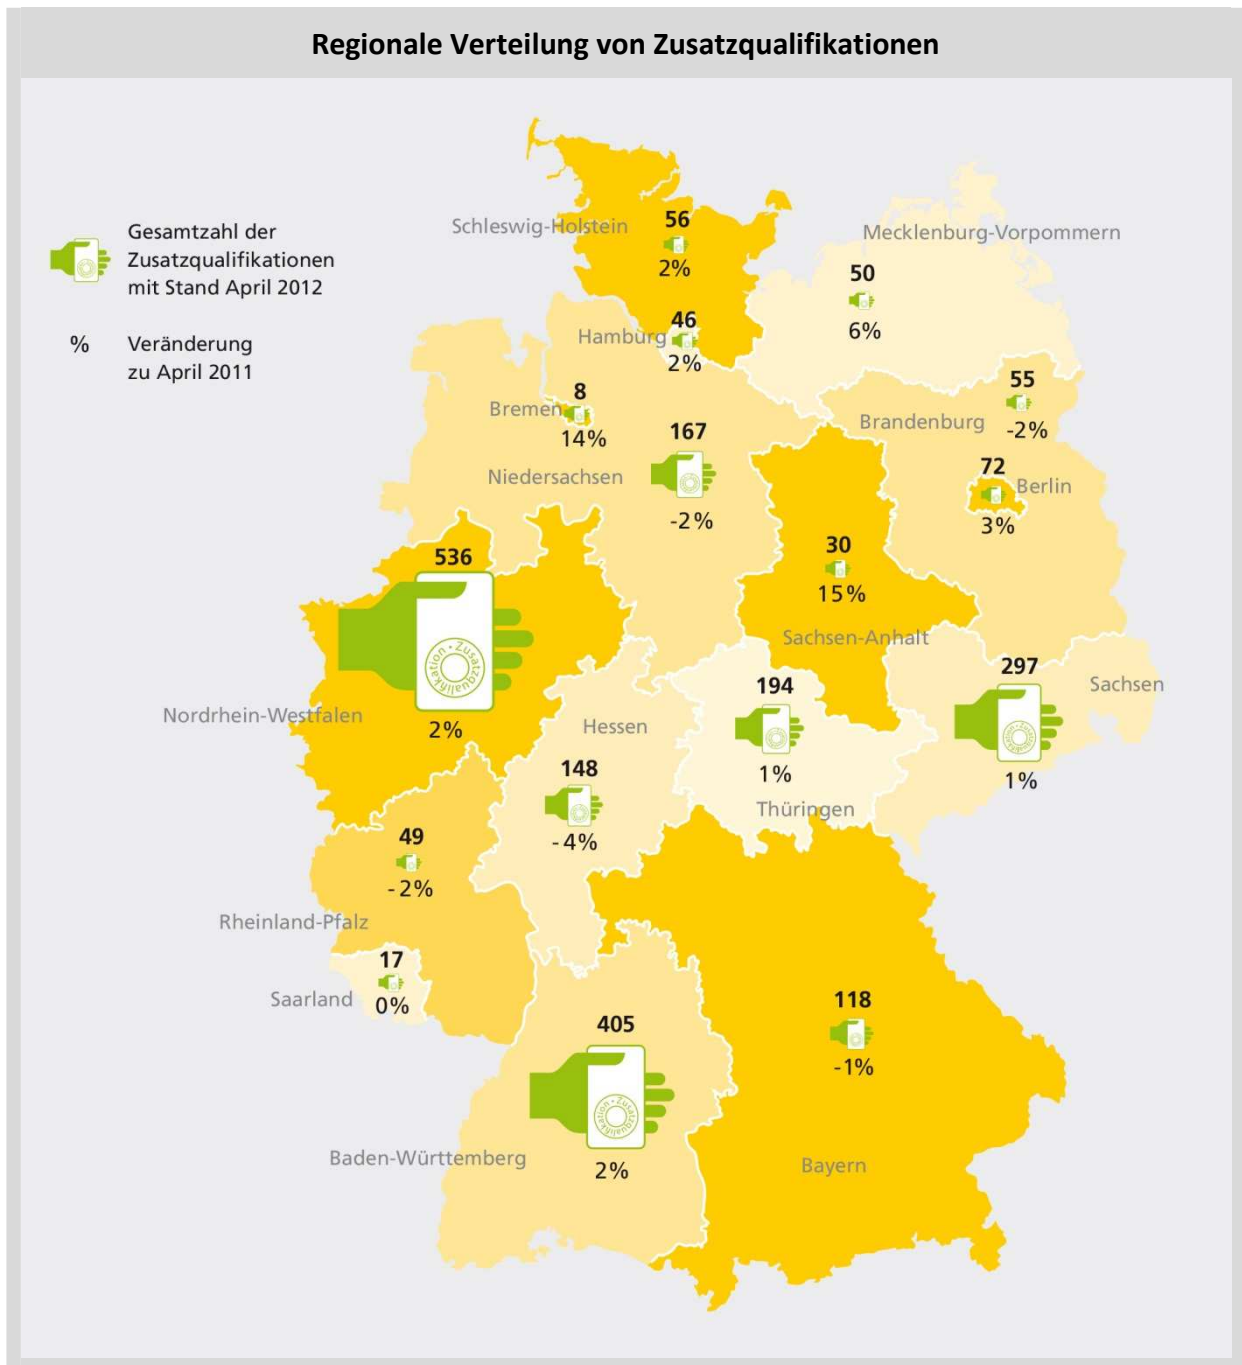 Regionale Verteilung von Zusatzqualifikationen
Gesamtzahl der
Zusatzqualifikationen
mit Stand April 2012
%
Veränderung
zu April 2011
Schleswig-Holstein
56
2%
Mecklenburg-Vorpommern
50
6%
Hamburg
46
2%
Bremen
8
14%
Niedersachsen
167
-2%
Brandenburg
55
-2%
72
Berlin
3%
30
15%
Sachsen-Anhalt
536
Zusatzqualifikation
2%
Nordrhein-Westfalen
297
Zusatzqualifikation
1%
Sachsen
194
1%
Thüringen
Hessen
148
-4%
49
-2%
Rheinland-Pfalz
17
Saarland
0%
405
Zusatzqualifikation
2%
Baden-Württemberg
118
-1%
Bayern